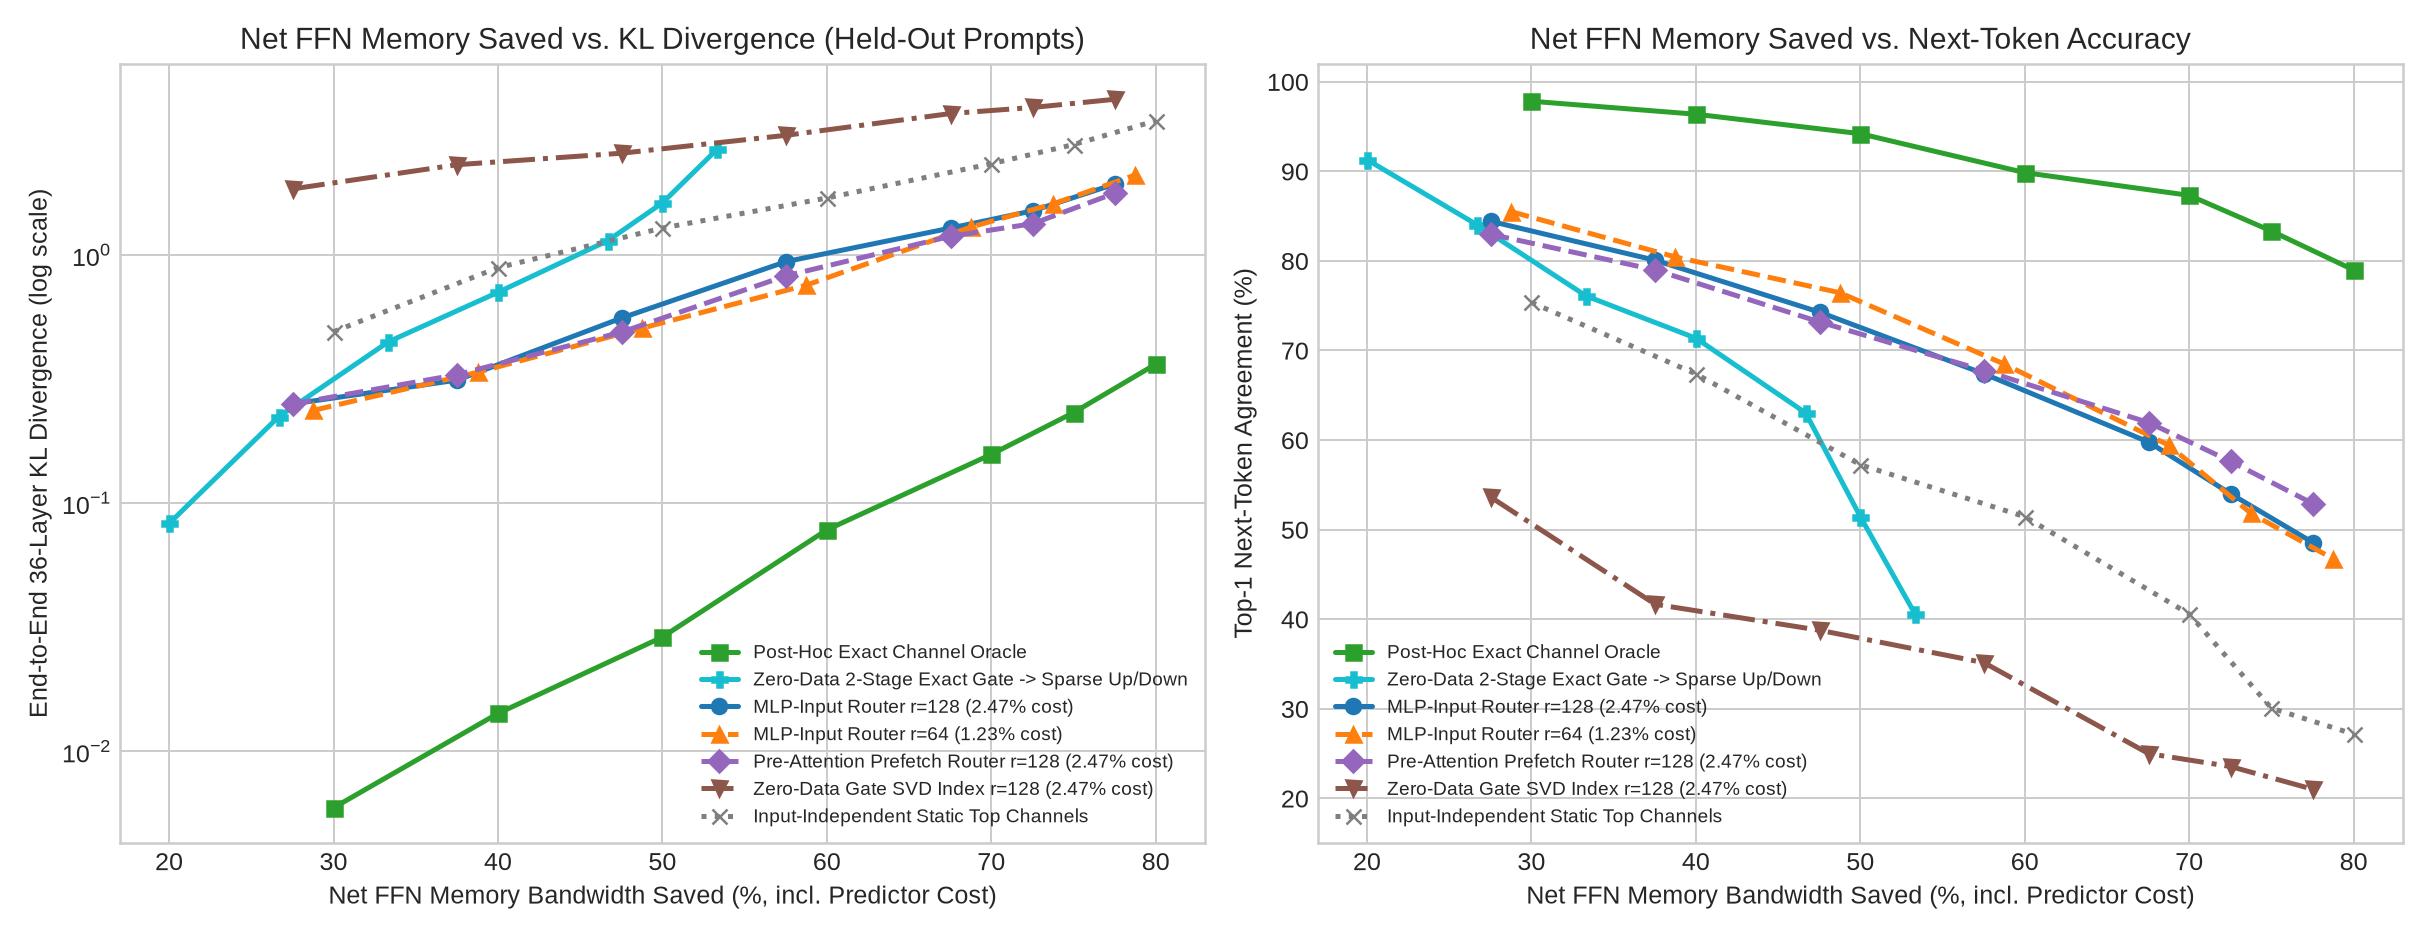 Net FFN Memory Saved vs. KL Divergence (Held-Out Prompts)
End-to-End 36-Layer KL Divergence (log scale)
10⁰
10⁻¹
10⁻²
Post-Hoc Exact Channel Oracle
Zero-Data 2-Stage Exact Gate -> Sparse Up/Down
MLP-Input Router r=128 (2.47% cost)
MLP-Input Router r=64 (1.23% cost)
Pre-Attention Prefetch Router r=128 (2.47% cost)
Zero-Data Gate SVD Index r=128 (2.47% cost)
Input-Independent Static Top Channels
20 30 40 50 60 70 80
Net FFN Memory Bandwidth Saved (%, incl. Predictor Cost)
Net FFN Memory Saved vs. Next-Token Accuracy
Top-1 Next-Token Agreement (%)
100
90
80
70
60
50
40
30
20
Post-Hoc Exact Channel Oracle
Zero-Data 2-Stage Exact Gate -> Sparse Up/Down
MLP-Input Router r=128 (2.47% cost)
MLP-Input Router r=64 (1.23% cost)
Pre-Attention Prefetch Router r=128 (2.47% cost)
Zero-Data Gate SVD Index r=128 (2.47% cost)
Input-Independent Static Top Channels
20 30 40 50 60 70 80
Net FFN Memory Bandwidth Saved (%, incl. Predictor Cost)